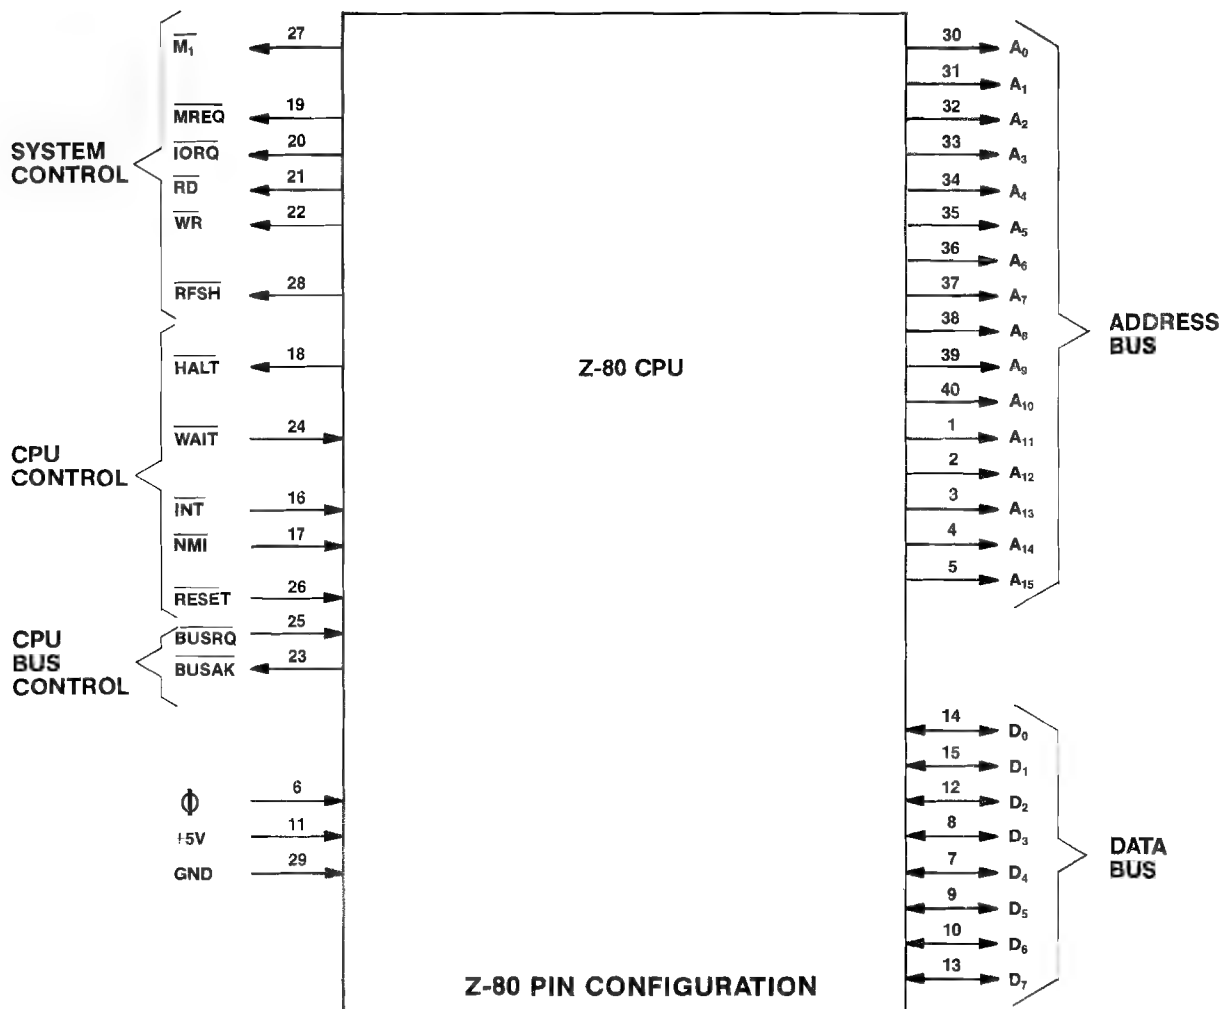 SYSTEM
CONTROL
M₁ 27
MREQ 19
IORQ 20
RD 21
WR 22
RFSH 28
CPU
CONTROL
HALT 18
WAIT 24
INT 16
NMI 17
RESET 26
CPU
BUS
CONTROL
BUSRQ 25
BUSAK 23
Φ 6
+5V 11
GND 29
Z-80 CPU
30 A₀
31 A₁
32 A₂
33 A₃
34 A₄
35 A₅
36 A₆
37 A₇
38 A₈
39 A₉
40 A₁₀
1 A₁₁
2 A₁₂
3 A₁₃
4 A₁₄
5 A₁₅
ADDRESS
BUS
14 D₀
15 D₁
12 D₂
8 D₃
7 D₄
9 D₅
10 D₆
13 D₇
DATA
BUS
Z-80 PIN CONFIGURATION